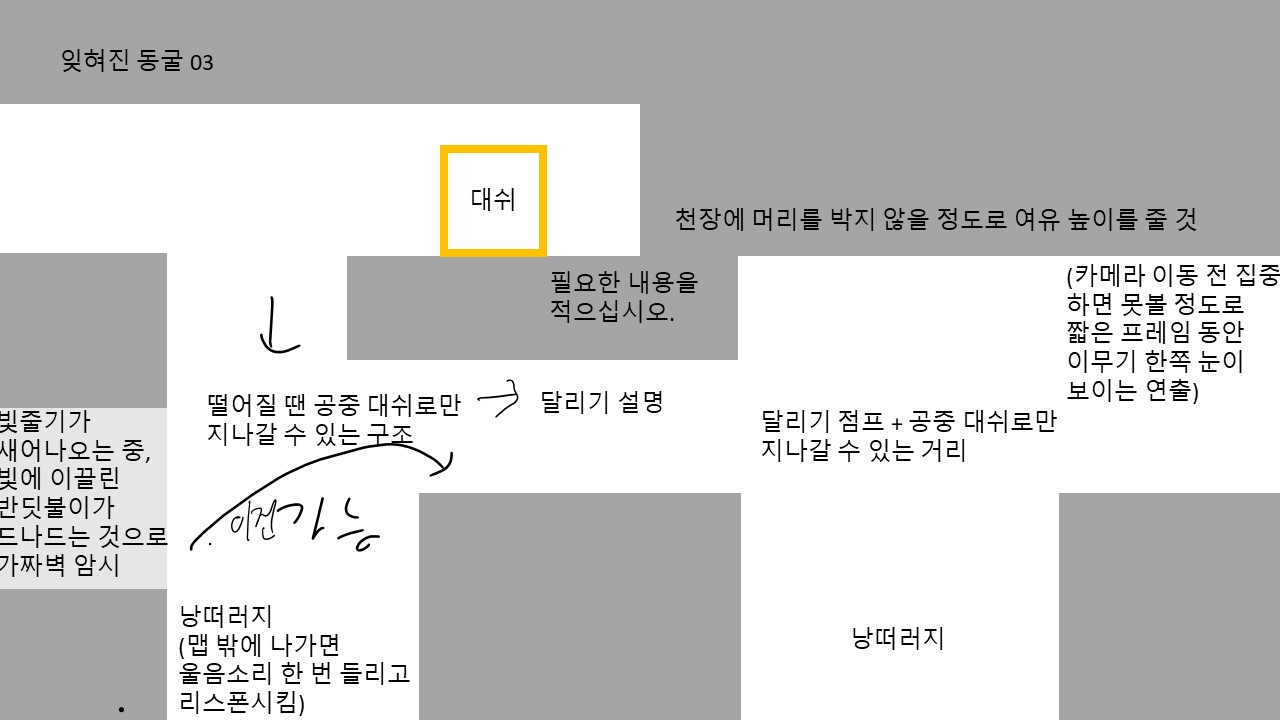 잊혀진 동굴 03
대쉬
천장에 머리를 박지 않을 정도로 여유 높이를 줄 것
필요한 내용을
적으십시오.
(카메라 이동 전 집중
하면 못볼 정도로
짧은 프레임 동안
이무기 한쪽 눈이
보이는 연출)
떨어질 땐 공중 대쉬로만
지나갈 수 있는 구조
달리기 설명
달리기 점프 + 공중 대쉬로만
지나갈 수 있는 거리
빛줄기가
새어나오는 중,
빛에 이끌린
반딧불이가
드나드는 것으로
가짜벽 암시
이건 가능
낭떠러지
(맵 밖에 나가면
울음소리 한 번 들리고
리스폰시킴)
낭떠러지